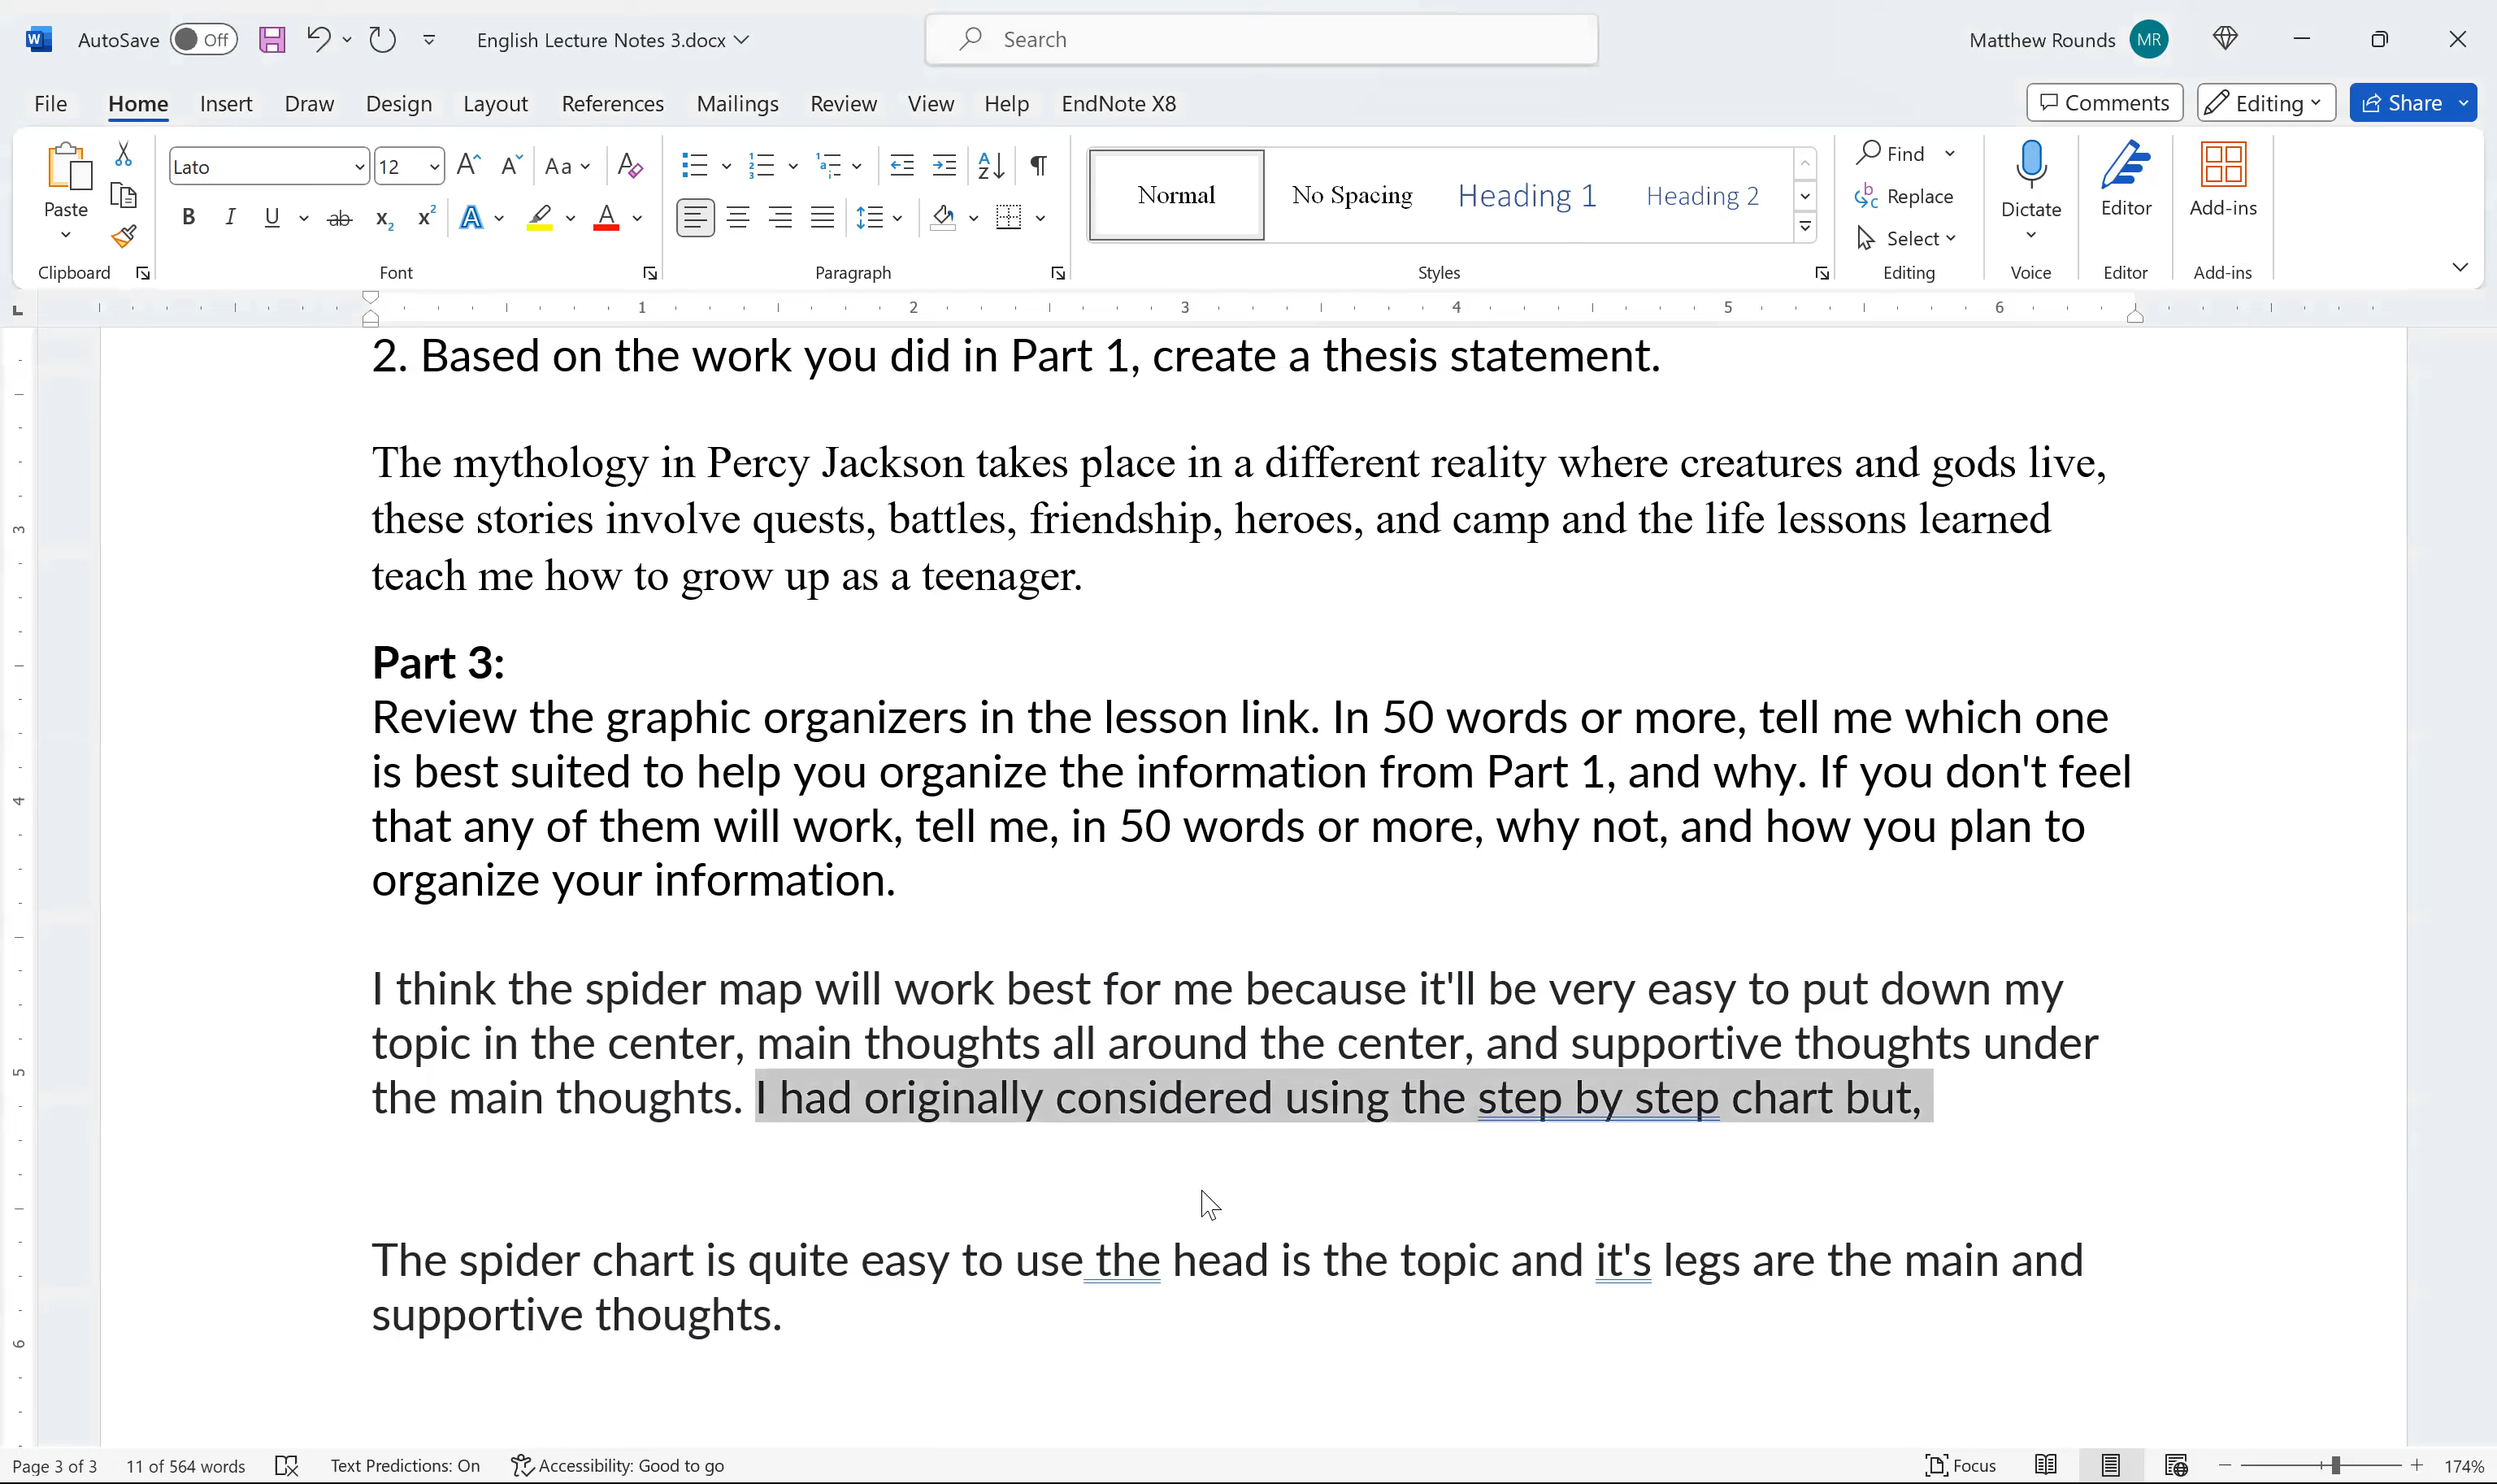 AutoSave Off English Lecture Notes 3.docx Search Matthew Rounds MR
File Home Insert Draw Design Layout References Mailings Review View Help EndNote X8 Comments Editing Share
Lato 12 Aa
Paste
Clipboard Font Paragraph Styles Editing Voice Editor Add-ins
Normal No Spacing Heading 1 Heading 2
Find
Replace
Select
Dictate Editor Add-ins
1 2 3 4 5 6
2. Based on the work you did in Part 1, create a thesis statement.
The mythology in Percy Jackson takes place in a different reality where creatures and gods live,
these stories involve quests, battles, friendship, heroes, and camp and the life lessons learned
teach me how to grow up as a teenager.
Part 3:
Review the graphic organizers in the lesson link. In 50 words or more, tell me which one
is best suited to help you organize the information from Part 1, and why. If you don't feel
that any of them will work, tell me, in 50 words or more, why not, and how you plan to
organize your information.
I think the spider map will work best for me because it'll be very easy to put down my
topic in the center, main thoughts all around the center, and supportive thoughts under
the main thoughts. I had originally considered using the step by step chart but,
The spider chart is quite easy to use the head is the topic and it's legs are the main and
supportive thoughts.
3
4
5
6
Page 3 of 3 11 of 564 words Text Predictions: On Accessibility: Good to go Focus 174%